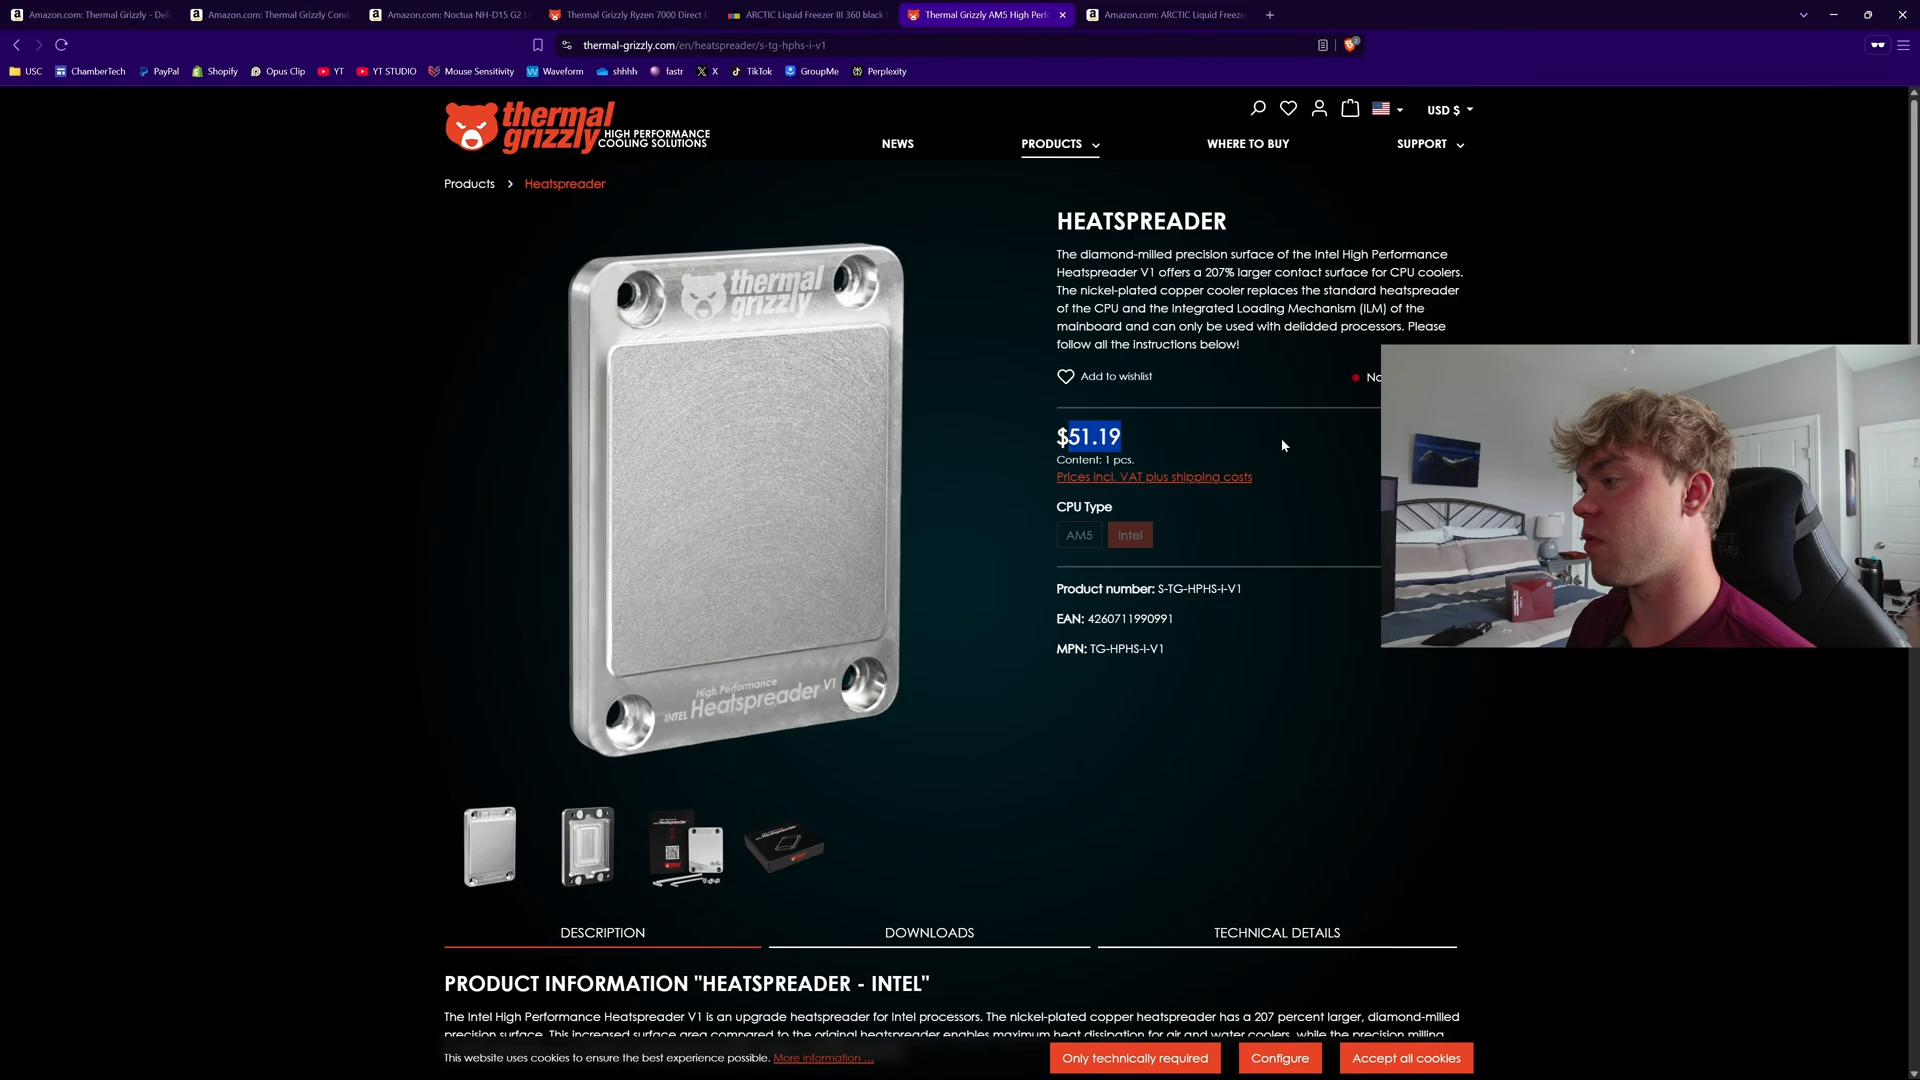 Amazon.com: Thermal Grizzly - Deli
Amazon.com: Thermal Grizzly Cond
Amazon.com: Noctua NH-D15 G2 L
Thermal Grizzly Ryzen 7000 Direct D
ARCTIC Liquid Freezer III 360 black
Thermal Grizzly AM5 High Perf
Amazon.com: ARCTIC Liquid Freeze
thermal-grizzly.com/en/heatspreader/s-tg-hphs-i-v1
USC ChamberTech PayPal Shopify Opus Clip YT YT STUDIO Mouse Sensitivity Waveform shhhh fastr X TikTok GroupMe Perplexity
thermal grizzly HIGH PERFORMANCE COOLING SOLUTIONS
USD $
NEWS PRODUCTS WHERE TO BUY SUPPORT
Products > Heatspreader
HEATSPREADER
The diamond-milled precision surface of the Intel High Performance
Heatspreader V1 offers a 207% larger contact surface for CPU coolers.
The nickel-plated copper cooler replaces the standard heatspreader
of the CPU and the Integrated Loading Mechanism (ILM) of the
mainboard and can only be used with delidded processors. Please
follow all the instructions below!
Add to wishlist
$51.19
Content: 1 pcs.
Prices incl. VAT plus shipping costs
CPU Type
AM5 Intel
Product number: S-TG-HPHS-I-V1
EAN: 4260711990991
MPN: TG-HPHS-I-V1
thermal
grizzly
High Performance
INTEL Heatspreader V1
DESCRIPTION DOWNLOADS TECHNICAL DETAILS
PRODUCT INFORMATION "HEATSPREADER - INTEL"
The Intel High Performance Heatspreader V1 is an upgrade heatspreader for Intel processors. The nickel-plated copper heatspreader has a 207 percent larger, diamond-milled
precision surface. This increased surface area compared to the original heatspreader enables maximum heat dissipation for air and water coolers, while the precision milling
This website uses cookies to ensure the best experience possible. More information ...
Only technically required Configure Accept all cookies